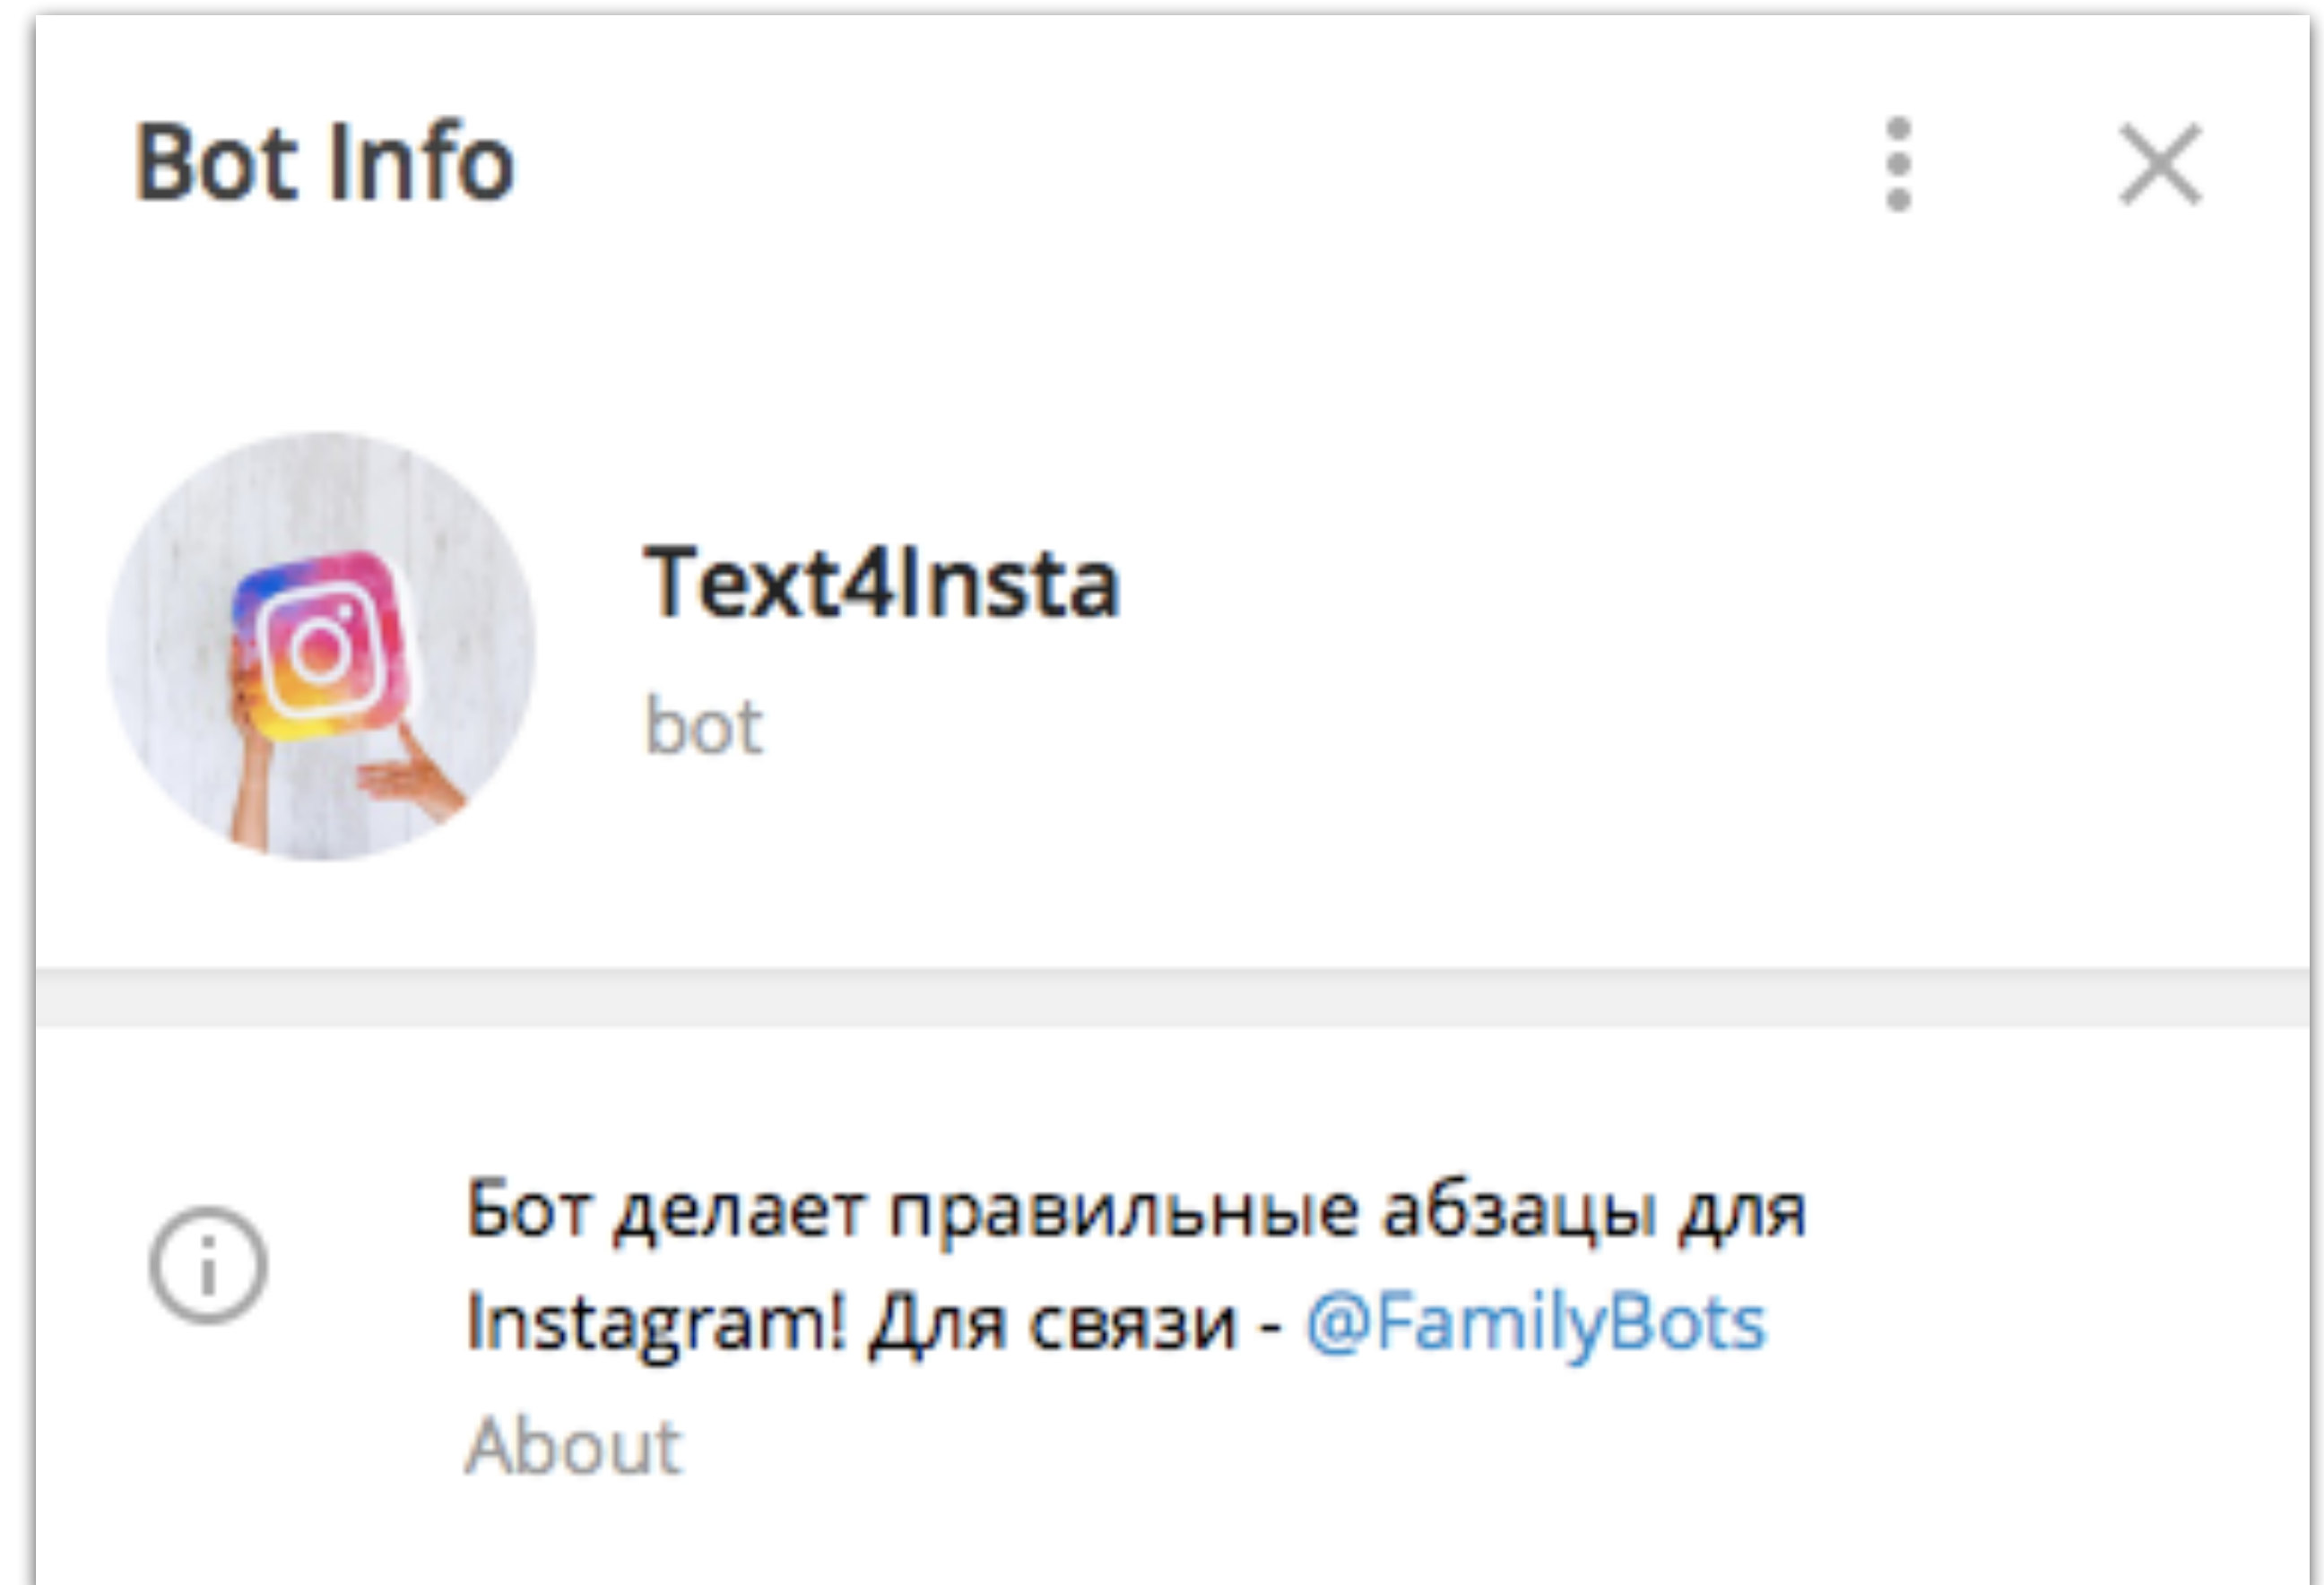 Bot Info
Text4Insta
bot
Бот делает правильные абзацы для
Instagram! Для связи - @FamilyBots
About